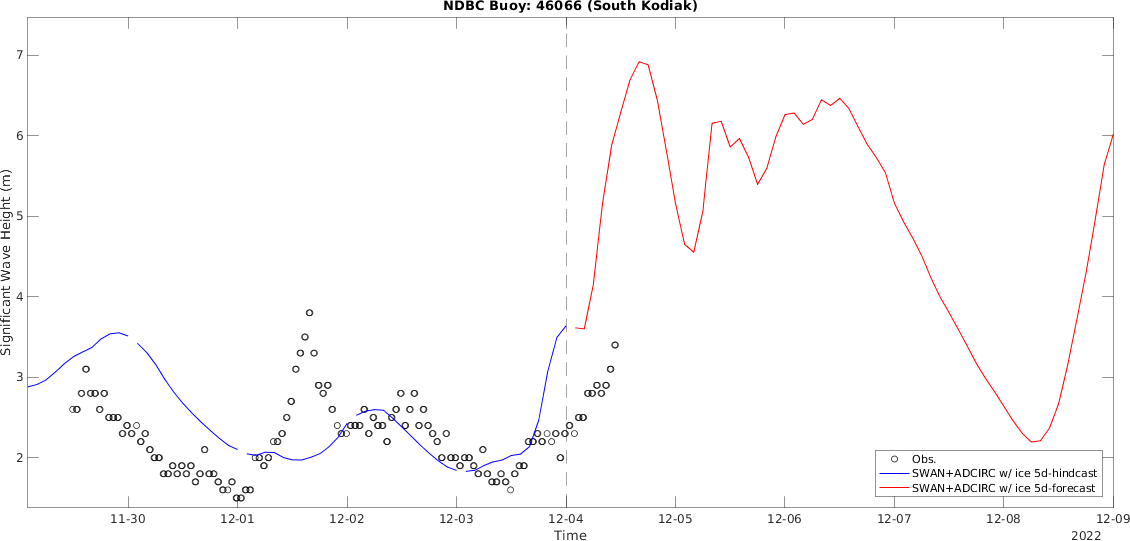 NDBC Buoy: 46066 (South Kodiak)
Significant Wave Height (m)
7
6
5
4
3
2
Obs.
SWAN+ADCIRC w/ ice 5d-hindcast
SWAN+ADCIRC w/ ice 5d-forecast
11-30 12-01 12-02 12-03 12-04 12-05 12-06 12-07 12-08 12-09
Time
2022